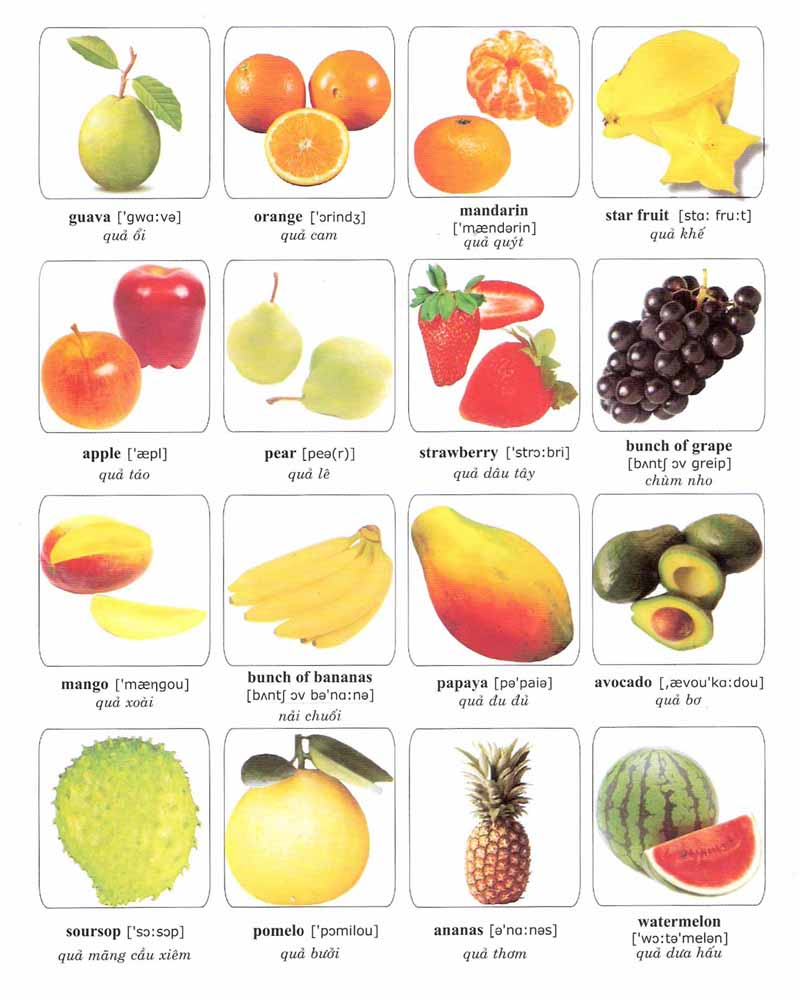 guava ['gwɑ:və]
quả ổi
orange ['ɔrindʒ]
quả cam
mandarin
['mændərin]
quả quýt
star fruit [stɑ: fru:t]
quả khế
apple ['æpl]
quả táo
pear [peə(r)]
quả lê
strawberry ['strɔ:bri]
quả dâu tây
bunch of grape
[bʌntʃ ɔv greip]
chùm nho
mango ['mæŋgou]
quả xoài
bunch of bananas
[bʌntʃ ɔv bə'nɑ:nə]
nải chuối
papaya [pə'paiə]
quả đu đủ
avocado [,ævou'kɑ:dou]
quả bơ
soursop ['sɔ:sɔp]
quả mãng cầu xiêm
pomelo ['pɔmilou]
quả bưởi
ananas [ə'nɑ:nəs]
quả thơm
watermelon
['wɔ:tə'melən]
quả dưa hấu